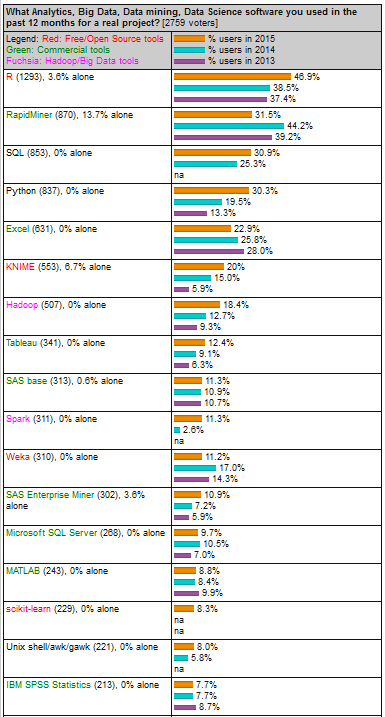 What Analytics, Big Data, Data mining, Data Science software you used in the
past 12 months for a real project? [2759 voters]
Legend: Red: Free/Open Source tools
Green: Commercial tools
Fuchsia: Hadoop/Big Data tools
% users in 2015
% users in 2014
% users in 2013
R (1293), 3.6% alone
46.9%
38.5%
37.4%
RapidMiner (870), 13.7% alone
31.5%
44.2%
39.2%
SQL (853), 0% alone
30.9%
25.3%
na
Python (837), 0% alone
30.3%
19.5%
13.3%
Excel (631), 0% alone
22.9%
25.8%
28.0%
KNIME (553), 6.7% alone
20%
15.0%
5.9%
Hadoop (507), 0% alone
18.4%
12.7%
9.3%
Tableau (341), 0% alone
12.4%
9.1%
6.3%
SAS base (313), 0.6% alone
11.3%
10.9%
10.7%
Spark (311), 0% alone
11.3%
2.6%
na
Weka (310), 0% alone
11.2%
17.0%
14.3%
SAS Enterprise Miner (302), 3.6%
alone
10.9%
7.2%
5.9%
Microsoft SQL Server (268), 0% alone
9.7%
10.5%
7.0%
MATLAB (243), 0% alone
8.8%
8.4%
9.9%
scikit-learn (229), 0% alone
8.3%
na
na
Unix shell/awk/gawk (221), 0% alone
8.0%
5.8%
na
IBM SPSS Statistics (213), 0% alone
7.7%
7.7%
8.7%